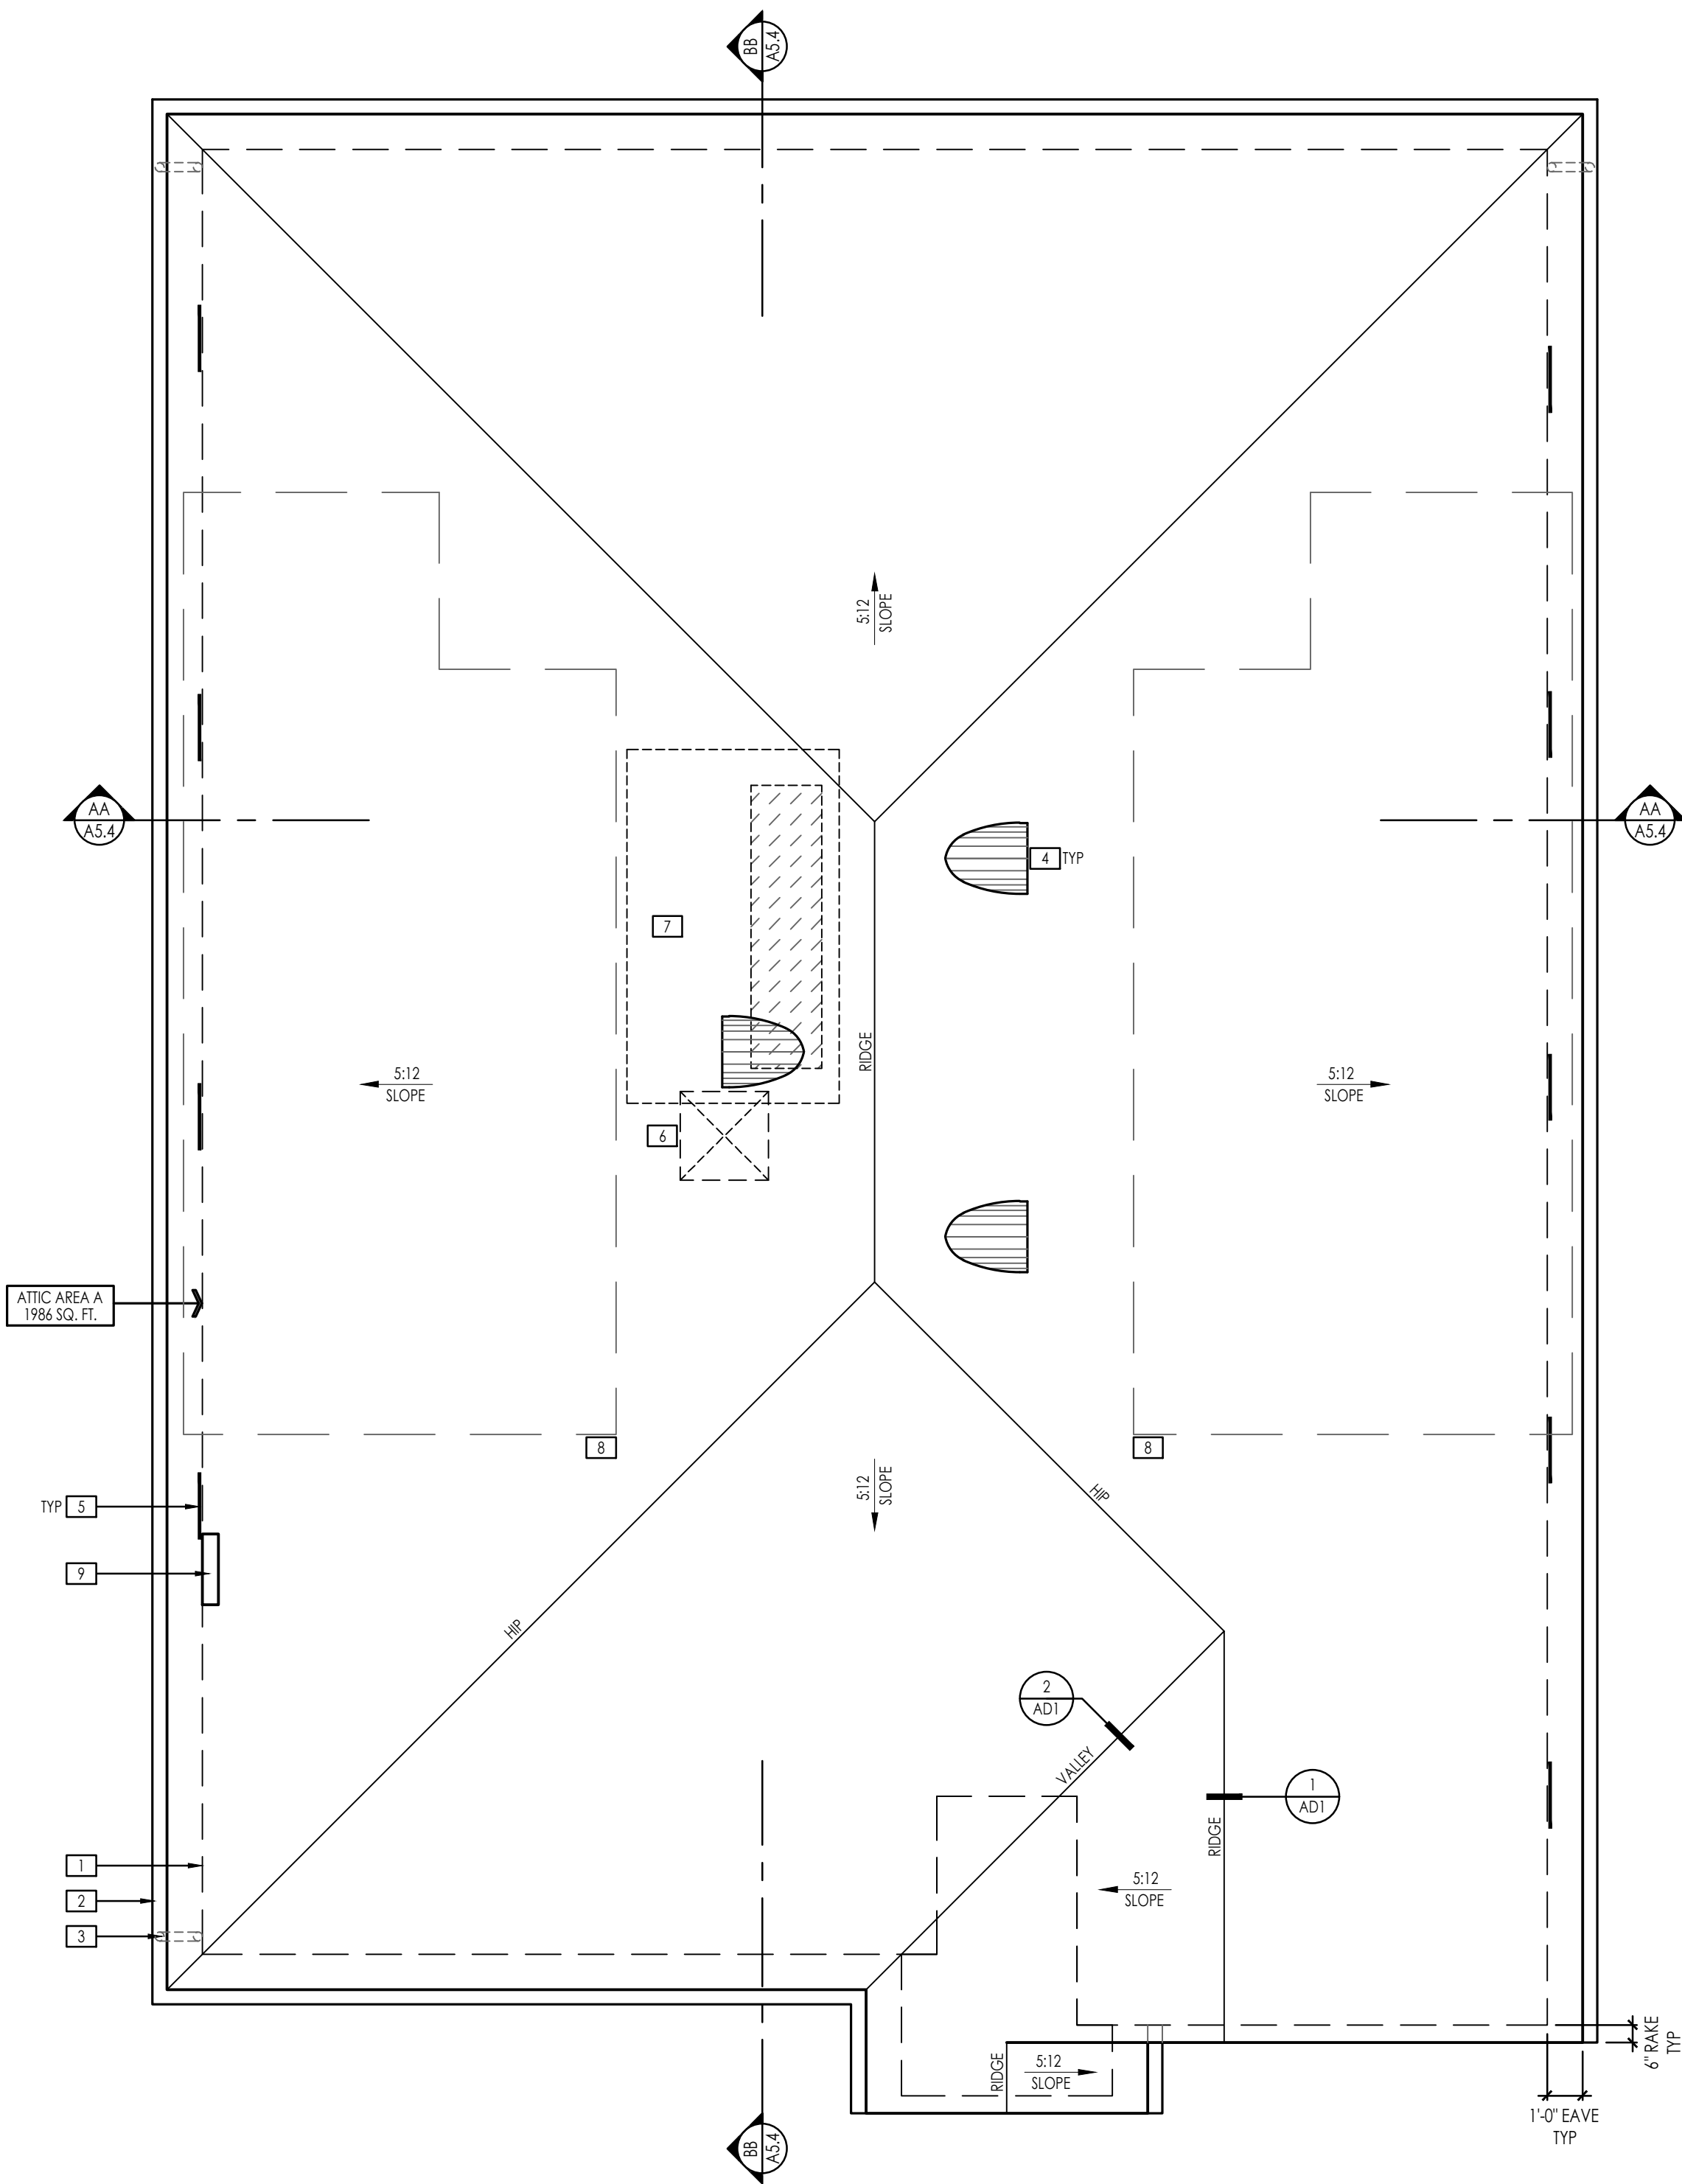 BB
A5.4
5:12
SLOPE
AA
A5.4
AA
A5.4
4 TYP
7
RIDGE
5:12
SLOPE
5:12
SLOPE
6
ATTIC AREA A
1986 SQ. FT.
8
8
5:12
SLOPE
HIP
TYP 5
9
HIP
2
AD1
VALLEY
1
AD1
RIDGE
1
2
3
5:12
SLOPE
RIDGE
5:12
SLOPE
6" RAKE
TYP
1'-0" EAVE
TYP
BB
A5.4